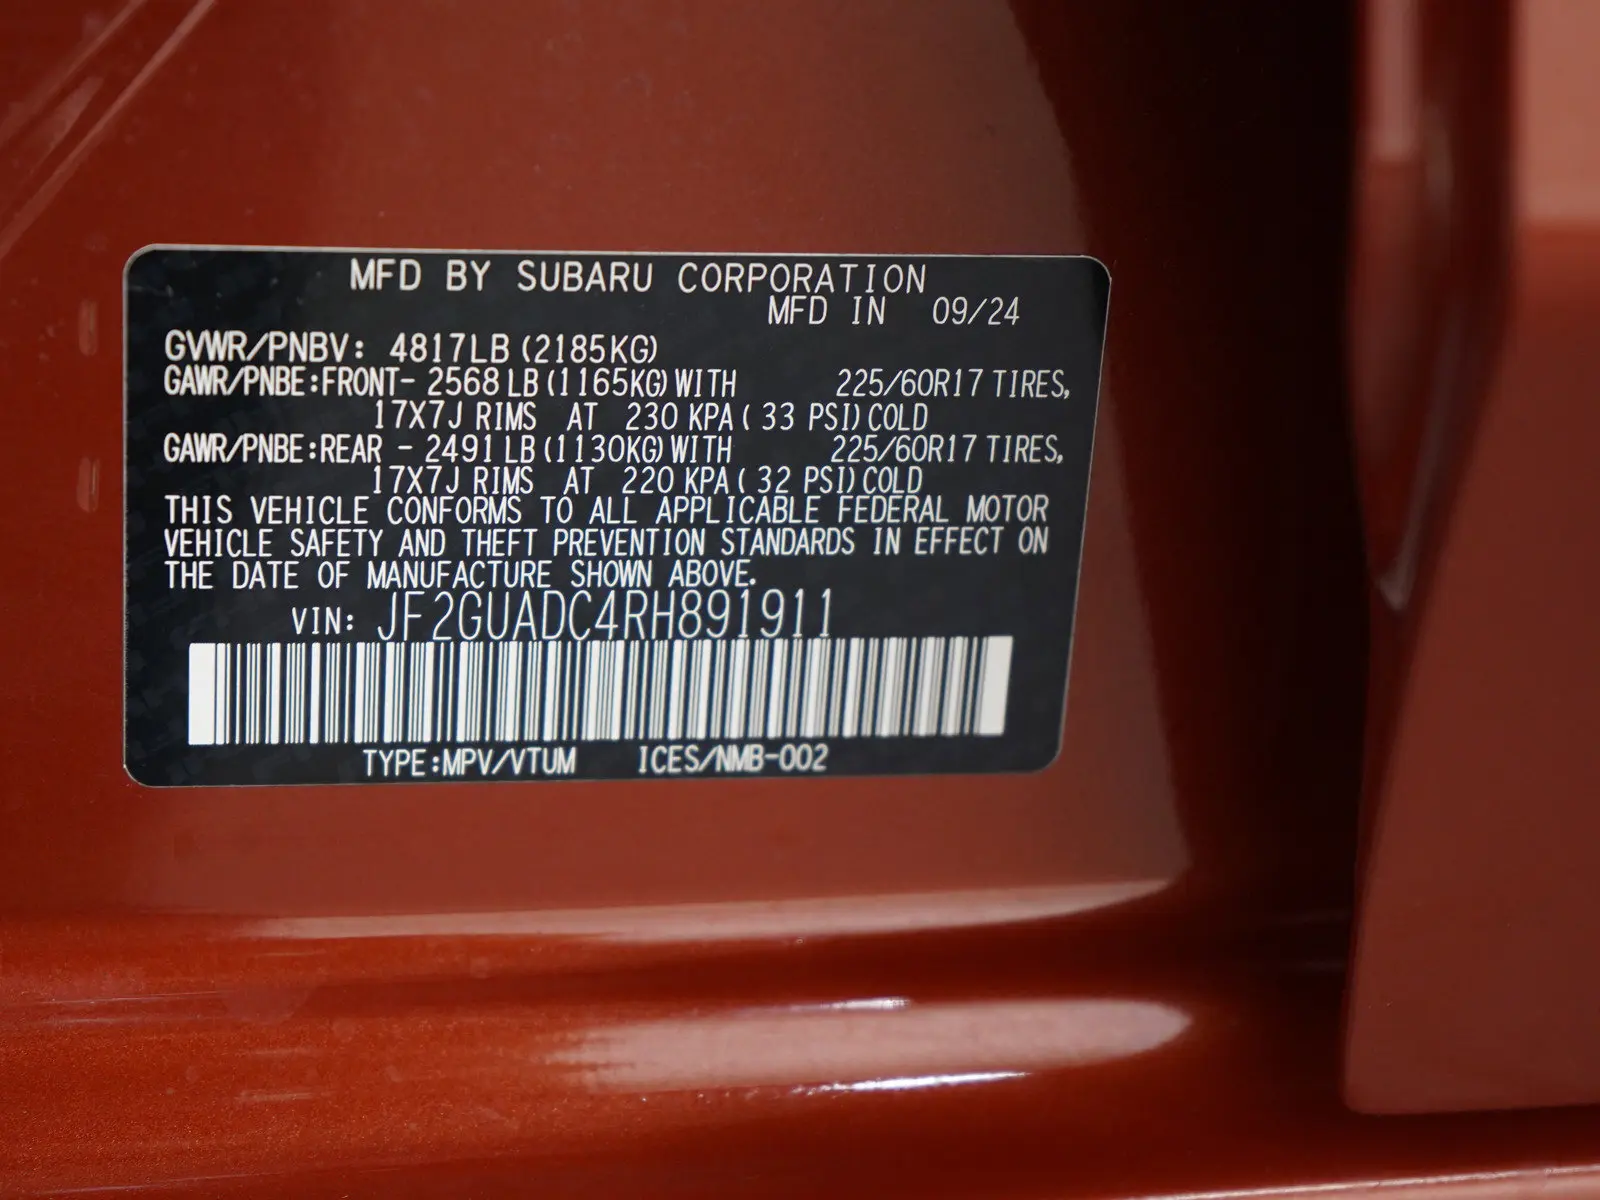 MFD BY SUBARU CORPORATION
MFD IN 09/24
GVWR/PNBV: 4817LB (2185KG)
GAWR/PNBE:FRONT- 2568 LB (1165KG) WITH 225/60R17 TIRES,
17X7J RIMS AT 230 KPA ( 33 PSI) COLD
GAWR/PNBE:REAR - 2491 LB (1130KG) WITH 225/60R17 TIRES,
17X7J RIMS AT 220 KPA ( 32 PSI) COLD
THIS VEHICLE CONFORMS TO ALL APPLICABLE FEDERAL MOTOR
VEHICLE SAFETY AND THEFT PREVENTION STANDARDS IN EFFECT ON
THE DATE OF MANUFACTURE SHOWN ABOVE.
VIN: JF2GUADC4RH891911
TYPE:MPV/VTUM ICES/NMB-002